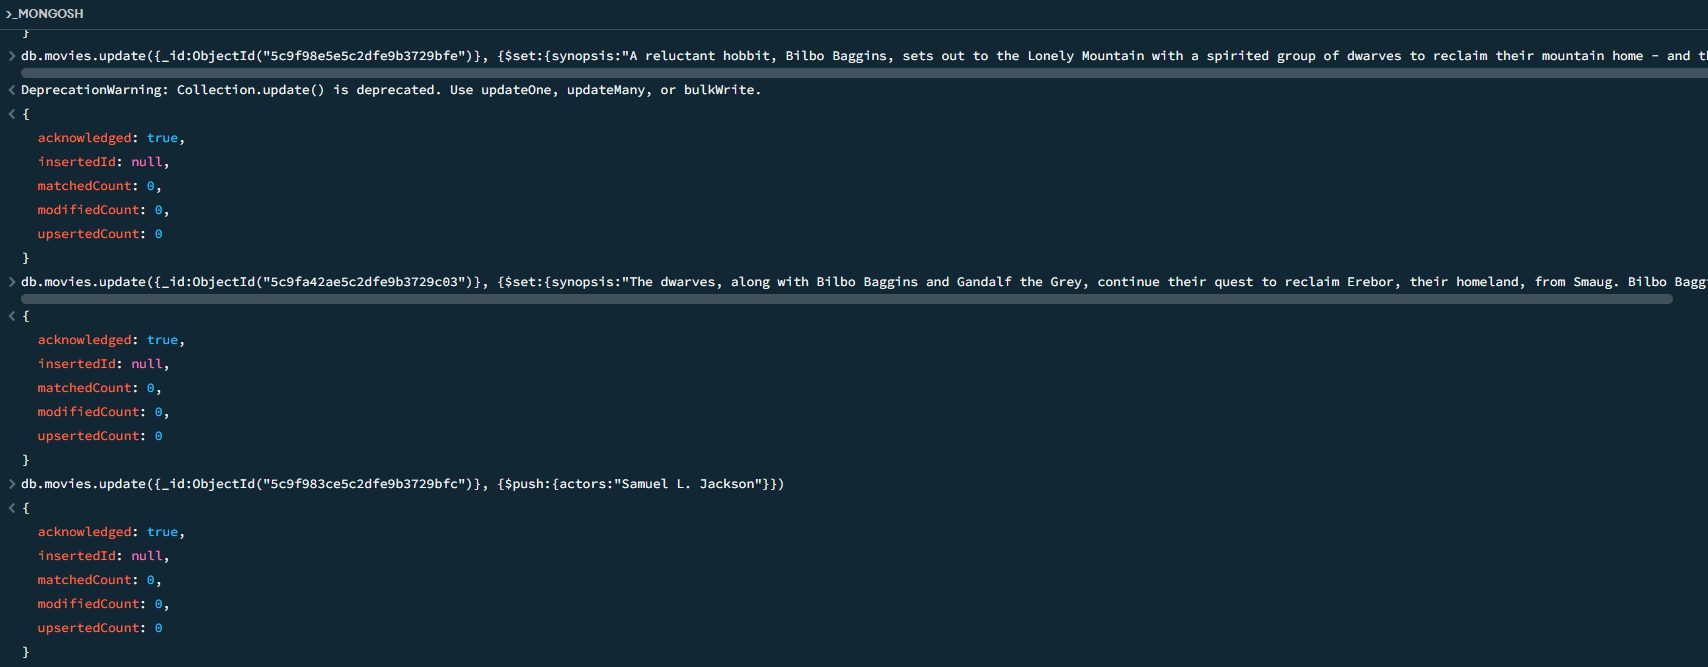 >_MONGOSH
}
> db.movies.update({_id:ObjectId("5c9f98e5e5c2dfe9b3729bfe")}, {$set:{synopsis:"A reluctant hobbit, Bilbo Baggins, sets out to the Lonely Mountain with a spirited group of dwarves to reclaim their mountain home - and
< DeprecationWarning: Collection.update() is deprecated. Use updateOne, updateMany, or bulkWrite.
< {
acknowledged: true,
insertedId: null,
matchedCount: 0,
modifiedCount: 0,
upsertedCount: 0
}
> db.movies.update({_id:ObjectId("5c9fa42ae5c2dfe9b3729c03")}, {$set:{synopsis:"The dwarves, along with Bilbo Baggins and Gandalf the Grey, continue their quest to reclaim Erebor, their homeland, from Smaug. Bilbo Bagg
< {
acknowledged: true,
insertedId: null,
matchedCount: 0,
modifiedCount: 0,
upsertedCount: 0
}
> db.movies.update({_id:ObjectId("5c9f983ce5c2dfe9b3729bfc")}, {$push:{actors:"Samuel L. Jackson"}})
< {
acknowledged: true,
insertedId: null,
matchedCount: 0,
modifiedCount: 0,
upsertedCount: 0
}